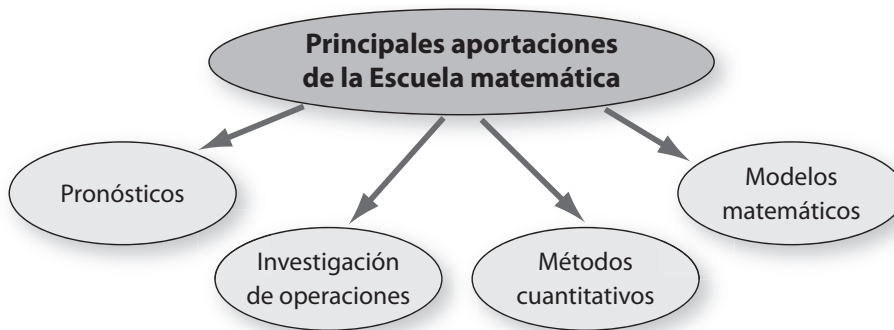 Principales aportaciones
de la Escuela matemática
Pronósticos
Investigación
de operaciones
Métodos
cuantitativos
Modelos
matemáticos